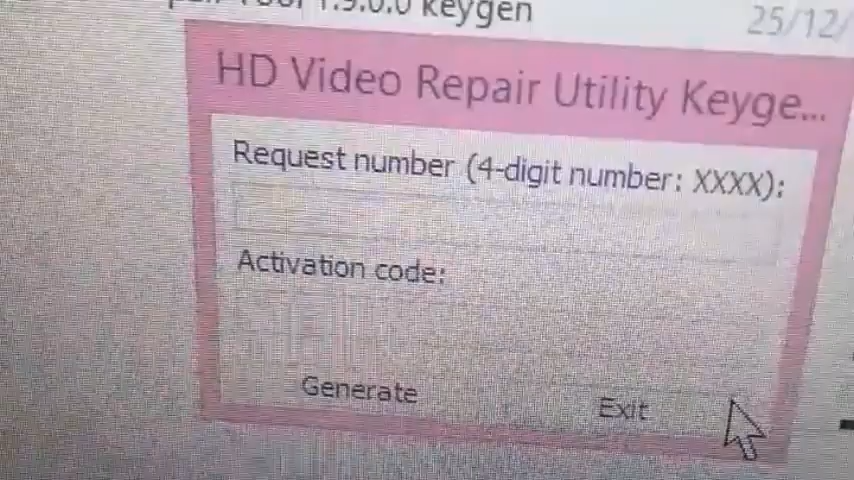 keygen
25/12/
HD Video Repair Utility Keyge...
Request number (4-digit number: XXXX):
Activation code:
Generate
Exit